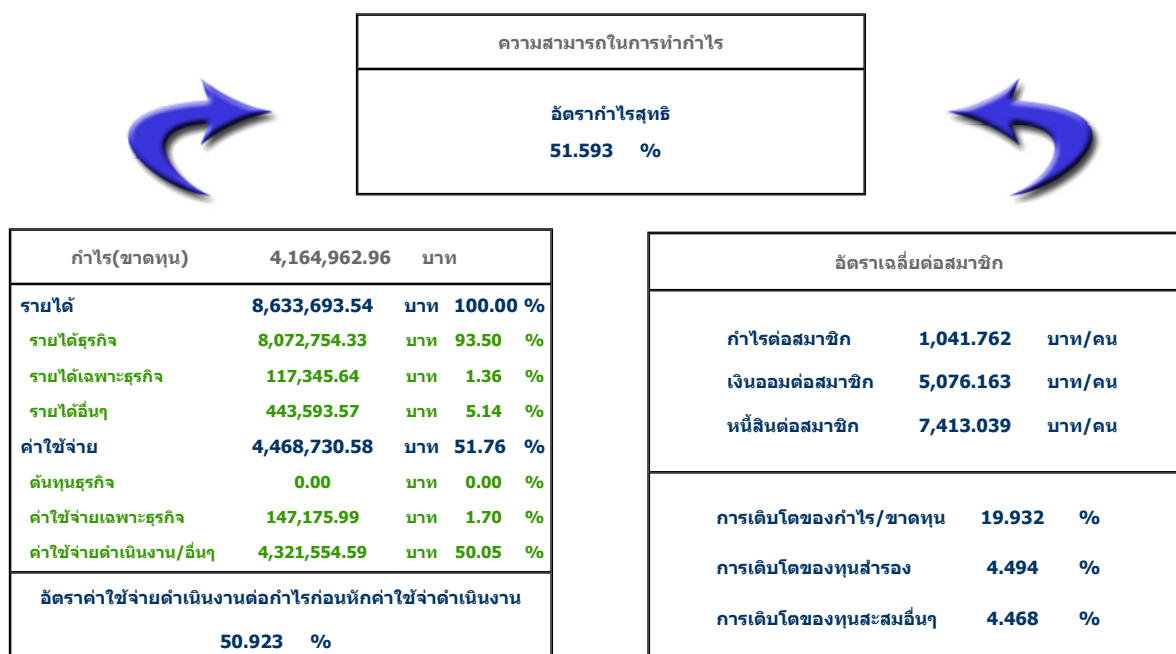 ความสามารถในการทำกำไร
อัตรากำไรสุทธิ
51.593 %
กำไร(ขาดทุน) 4,164,962.96 บาท
รายได้ 8,633,693.54 บาท 100.00 %
รายได้ธุรกิจ 8,072,754.33 บาท 93.50 %
รายได้เฉพาะธุรกิจ 117,345.64 บาท 1.36 %
รายได้อื่นๆ 443,593.57 บาท 5.14 %
ค่าใช้จ่าย 4,468,730.58 บาท 51.76 %
ต้นทุนธุรกิจ 0.00 บาท 0.00 %
ค่าใช้จ่ายเฉพาะธุรกิจ 147,175.99 บาท 1.70 %
ค่าใช้จ่ายดำเนินงาน/อื่นๆ 4,321,554.59 บาท 50.05 %
อัตราค่าใช้จ่ายดำเนินงานต่อกำไรก่อนหักค่าใช้จ่าดำเนินงาน
50.923 %
อัตราเฉลี่ยต่อสมาชิก
กำไรต่อสมาชิก 1,041.762 บาท/คน
เงินออมต่อสมาชิก 5,076.163 บาท/คน
หนี้สินต่อสมาชิก 7,413.039 บาท/คน
การเติบโตของกำไร/ขาดทุน 19.932 %
การเติบโตของทุนสำรอง 4.494 %
การเติบโตของทุนสะสมอื่นๆ 4.468 %